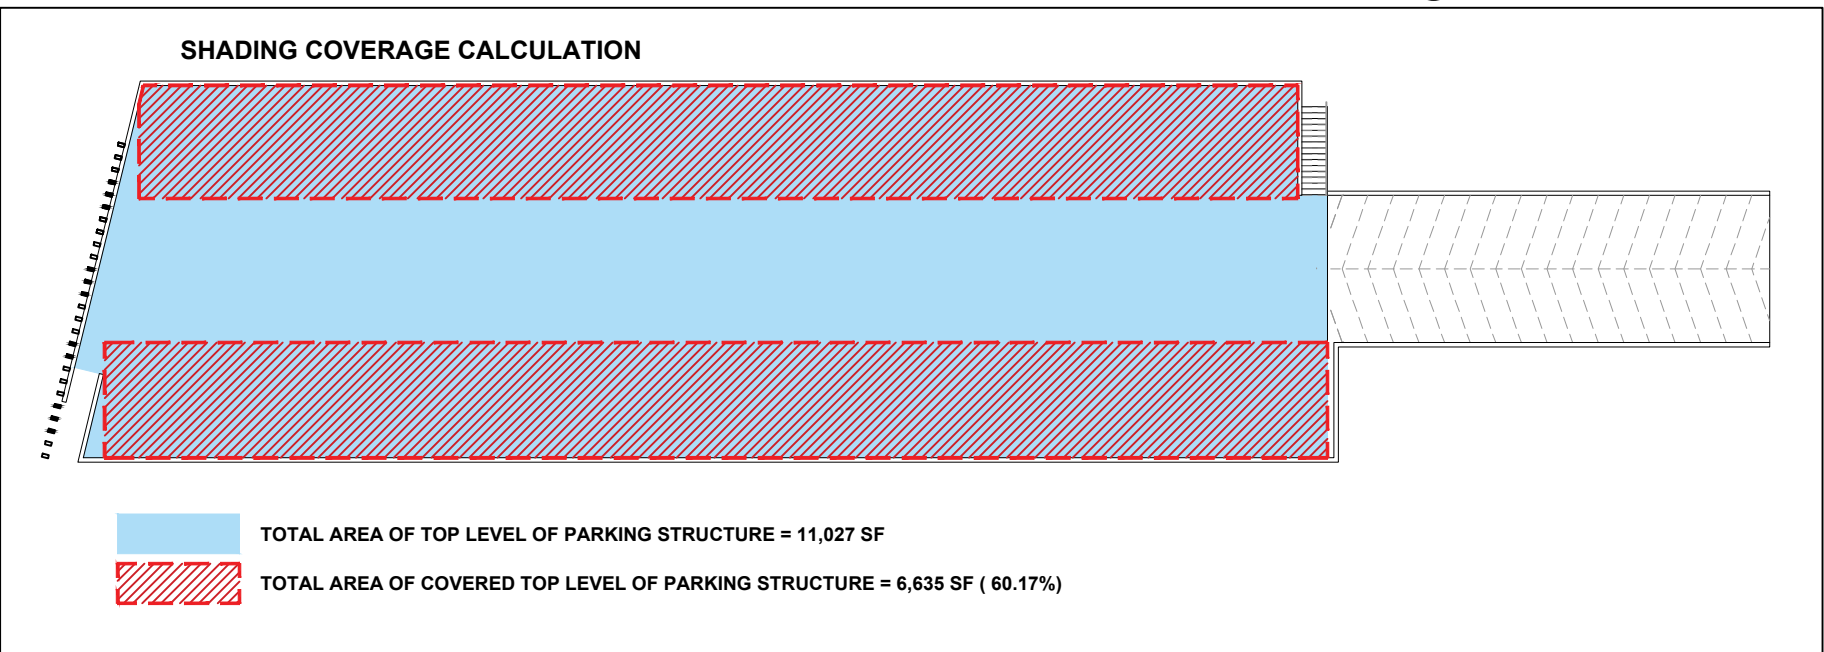 SHADING COVERAGE CALCULATION
TOTAL AREA OF TOP LEVEL OF PARKING STRUCTURE = 11,027 SF
TOTAL AREA OF COVERED TOP LEVEL OF PARKING STRUCTURE = 6,635 SF ( 60.17%)